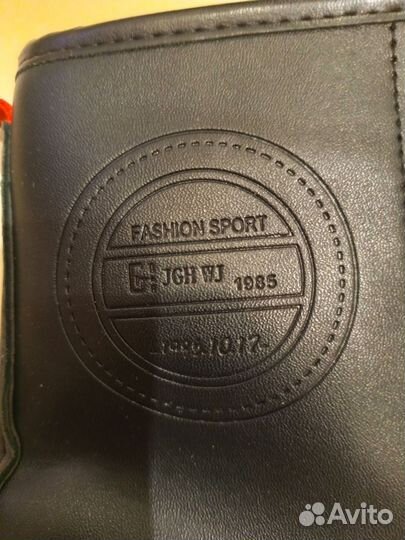 FASHION SPORT
JGH WJ 1985
10.17
Avito